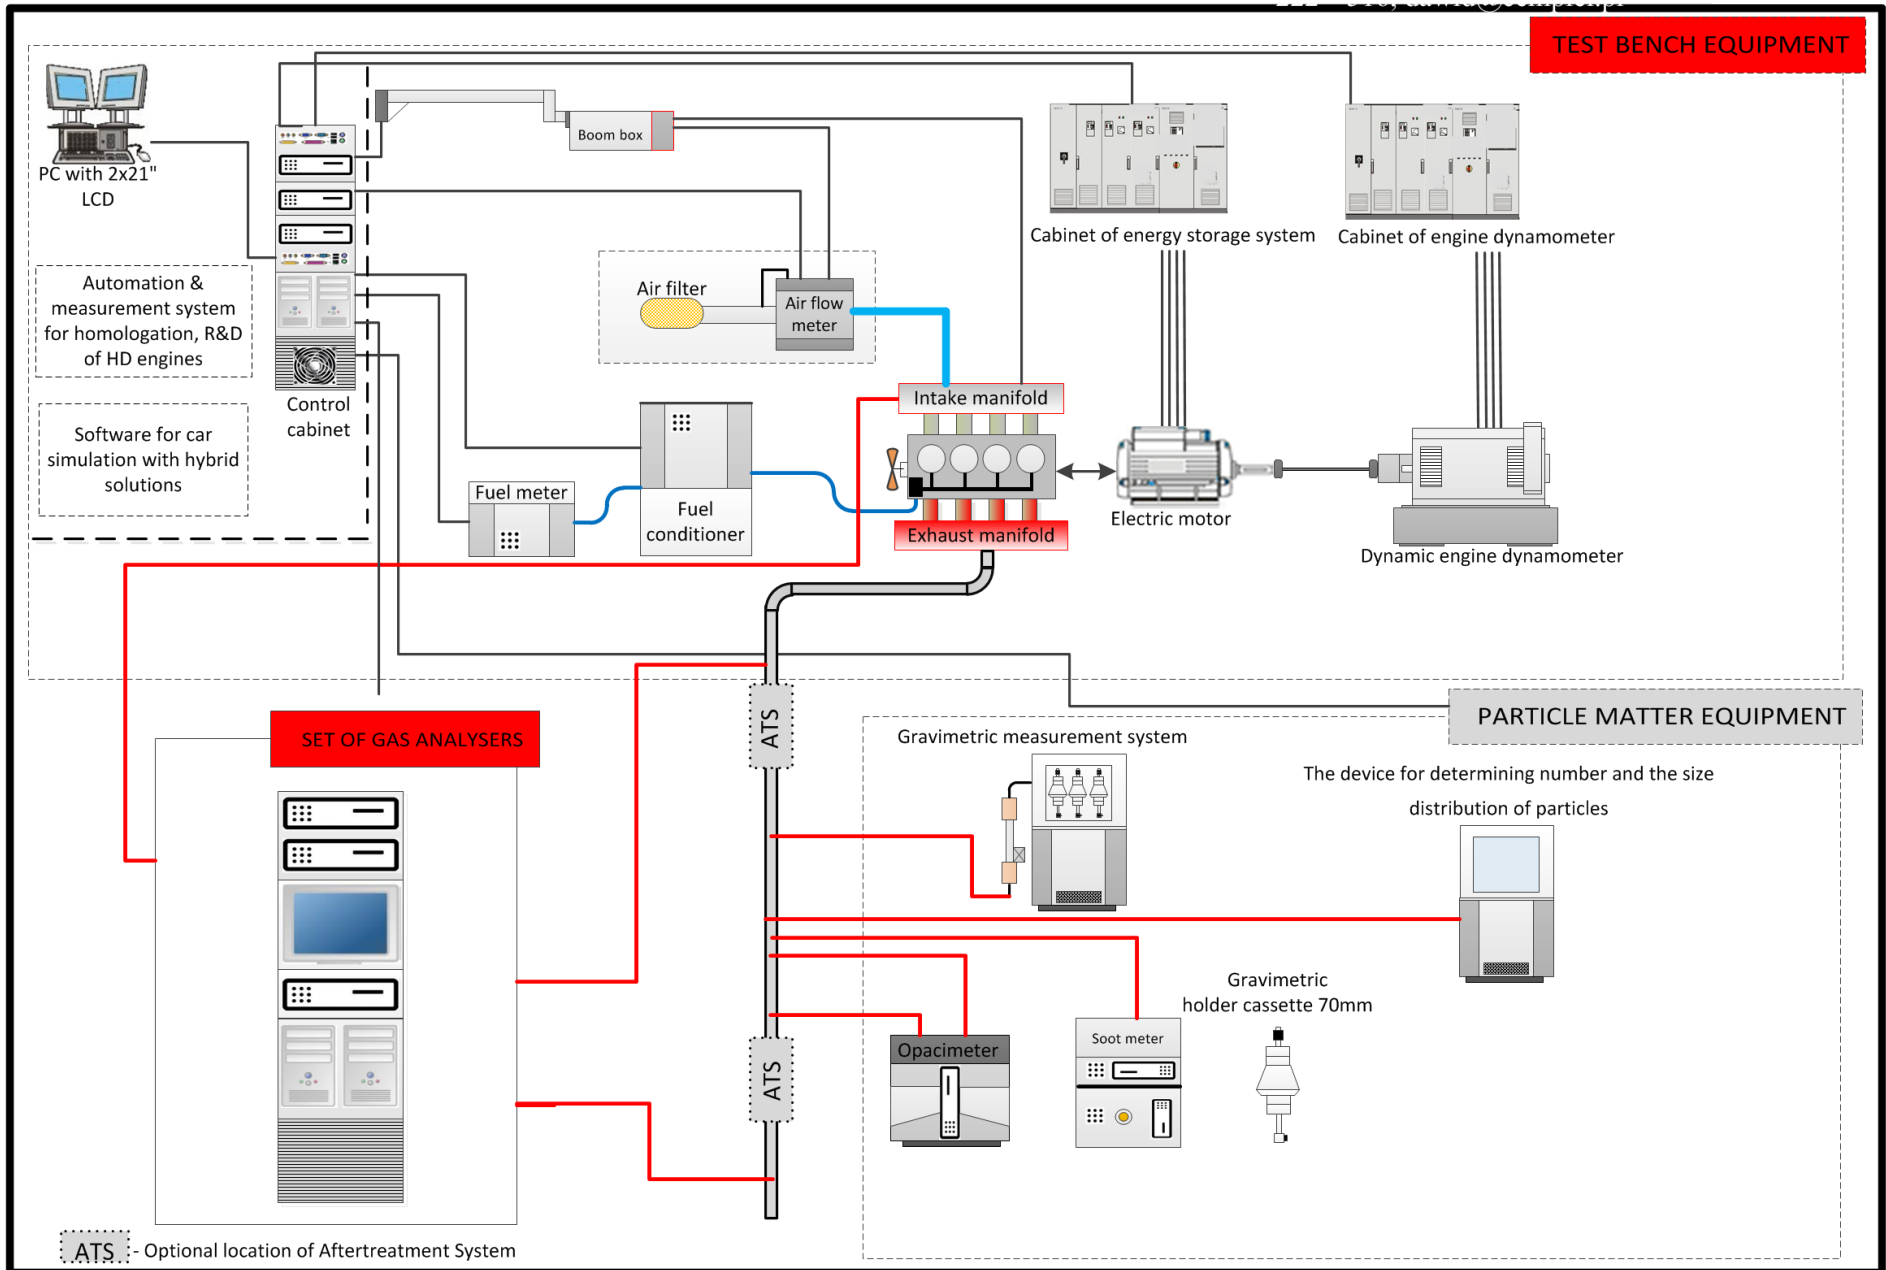 TEST BENCH EQUIPMENT
PC with 2x21"
LCD
Boom box
Cabinet of energy storage system
Cabinet of engine dynamometer
Automation &
measurement system
for homologation, R&D
of HD engines
Air filter
Air flow
meter
Control
cabinet
Intake manifold
Software for car
simulation with hybrid
solutions
Fuel meter
Fuel
conditioner
Exhaust manifold
Electric motor
Dynamic engine dynamometer
ATS
SET OF GAS ANALYSERS
PARTICLE MATTER EQUIPMENT
Gravimetric measurement system
The device for determining number and the size
distribution of particles
Gravimetric
holder cassette 70mm
Opacimeter
Soot meter
ATS
ATS - Optional location of Aftertreatment System